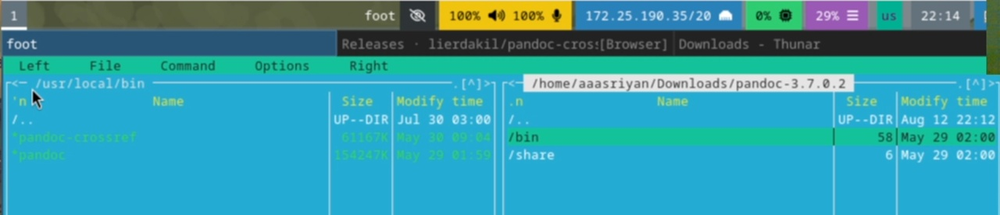 1 foot 100% 100% 172.25.190.35/20 0% 29% us 22:14
foot Releases · lierdakil/pandoc-cros:[Browser] Downloads - Thunar
Left File Command Options Right
<─ /usr/local/bin .[^]> <─ /home/aaasriyan/Downloads/pandoc-3.7.0.2 .[^]>
'n Name Size Modify time .n Name Size Modify time
/.. UP--DIR Jul 30 03:00 /.. UP--DIR Aug 12 22:12
*pandoc-crossref 61167K May 30 09:04 /bin 58 May 29 02:00
*pandoc 154247K May 29 01:59 /share 6 May 29 02:00